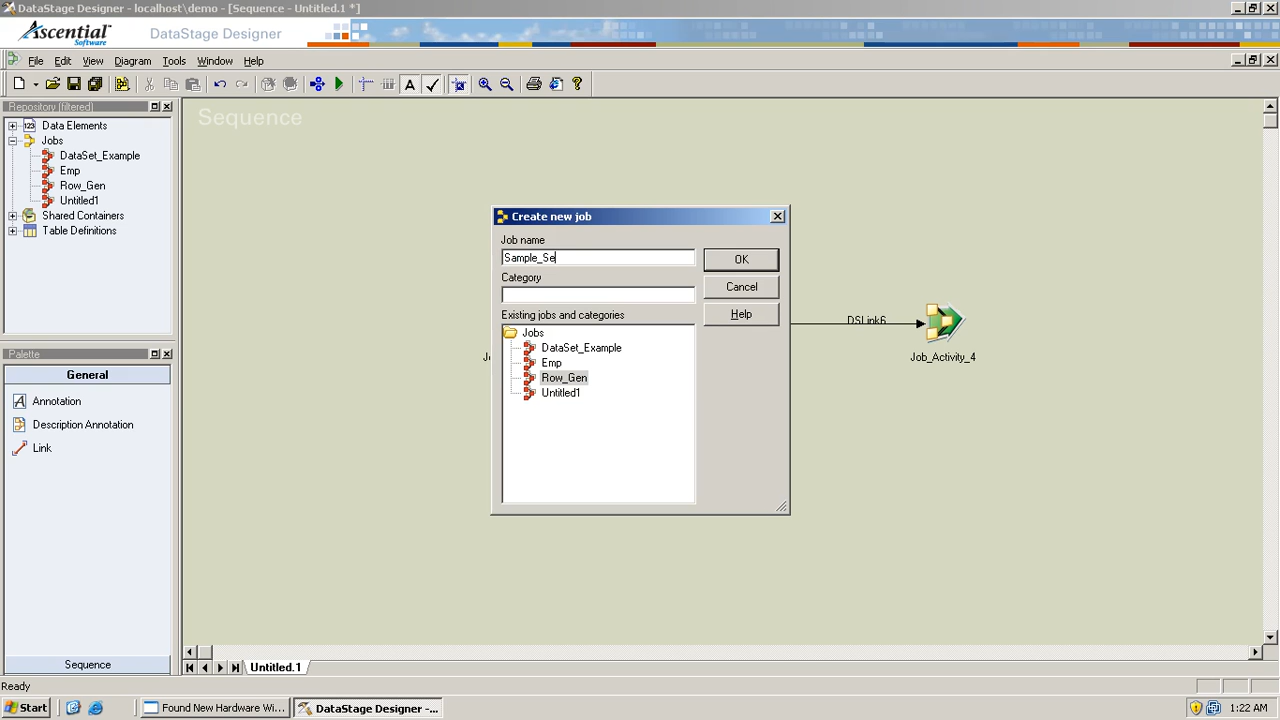 DataStage Designer - localhost\demo - [Sequence - Untitled.1 *]
Ascential Software
DataStage Designer
File Edit View Diagram Tools Window Help
Repository (filtered)
Data Elements
Jobs
DataSet_Example
Emp
Row_Gen
Untitled1
Shared Containers
Table Definitions
Palette
General
Annotation
Description Annotation
Link
Sequence
Sequence
Create new job
Job name
Sample_Se
Category
Existing jobs and categories
Jobs
DataSet_Example
Emp
Row_Gen
Untitled1
OK
Cancel
Help
DSLink6
Job_Activity_4
Untitled.1
Ready
Start
Found New Hardware Wi...
DataStage Designer -...
1:22 AM